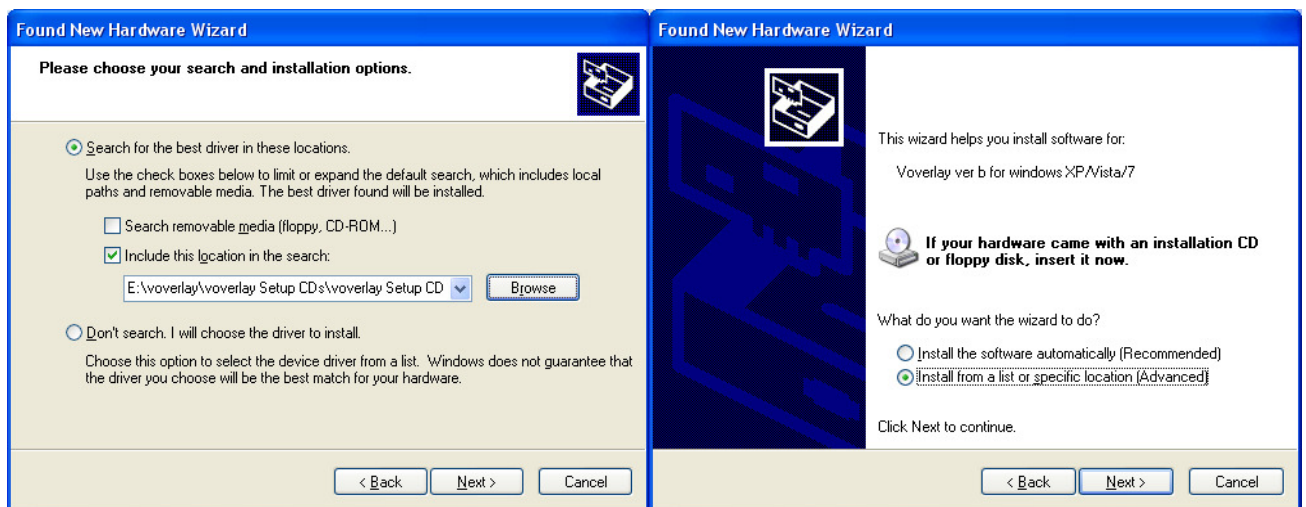 Found New Hardware Wizard
Please choose your search and installation options.
Search for the best driver in these locations.
Use the check boxes below to limit or expand the default search, which includes local
paths and removable media. The best driver found will be installed.
Search removable media (floppy, CD-ROM...)
Include this location in the search:
E:\voverlay\voverlay Setup CDs\voverlay Setup CD
Browse
Don't search. I will choose the driver to install.
Choose this option to select the device driver from a list. Windows does not guarantee that
the driver you choose will be the best match for your hardware.
< Back Next > Cancel
Found New Hardware Wizard
This wizard helps you install software for:
Voverlay ver b for windows XP/Vista/7
If your hardware came with an installation CD
or floppy disk, insert it now.
What do you want the wizard to do?
Install the software automatically (Recommended)
Install from a list or specific location (Advanced)
Click Next to continue.
< Back Next > Cancel